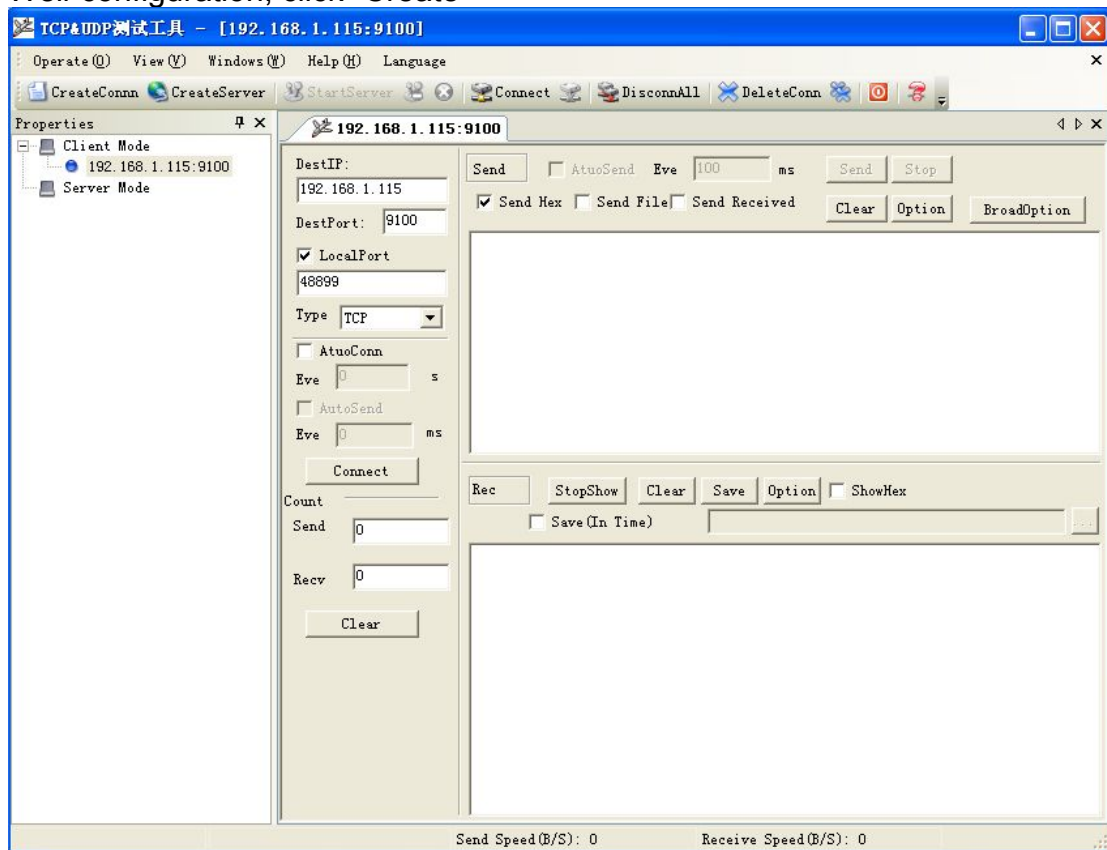 Well configuration, click "Create"
TCP&UDP测试工具 - [192.168.1.115:9100]
Operate(O) View(V) Windows(W) Help(H) Language
CreateConnn CreateServer StartServer Connect DisconnAll DeleteConn
Properties
192.168.1.115:9100
Client Mode
192.168.1.115:9100
Server Mode
DestIP:
192.168.1.115
DestPort: 9100
LocalPort
48899
Type TCP
AtuoConn
Eve 0 s
AutoSend
Eve 0 ms
Connect
Count
Send 0
Recv 0
Clear
Send AtuoSend Eve 100 ms Send Stop
Send Hex Send File Send Received Clear Option BroadOption
Rec StopShow Clear Save Option ShowHex
Save(In Time) ...
Send Speed(B/S): 0 Receive Speed(B/S): 0